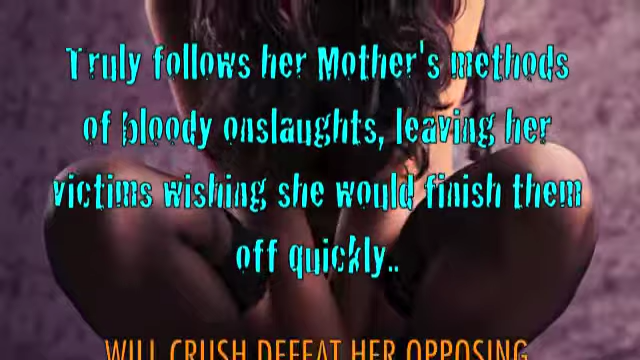 Truly follows her Mother's methods
of bloody onslaughts, leaving her
victims wishing she would finish them
off quickly..
WILL CRUSH DEFEAT HER OPPOSING